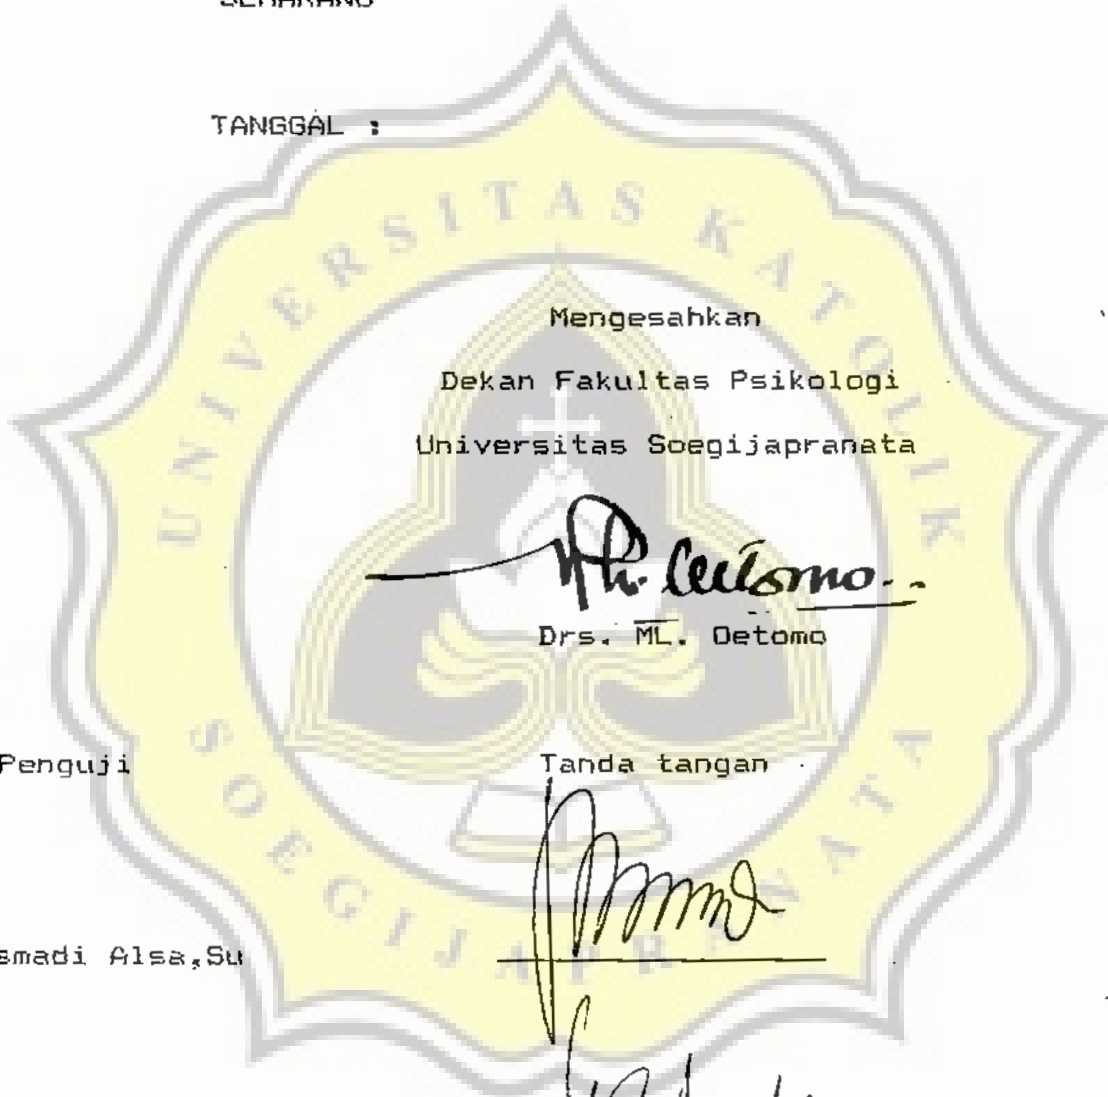 SEMARANG
TANGGAL :
Mengesahkan
Dekan Fakultas Psikologi
Universitas Soegijapranata
Drs. ML. Oetomo
Penguji Tanda tangan
smadi Alsa,Su
UNIVERSITAS KATOLIK
SOEGIJAPRANATA